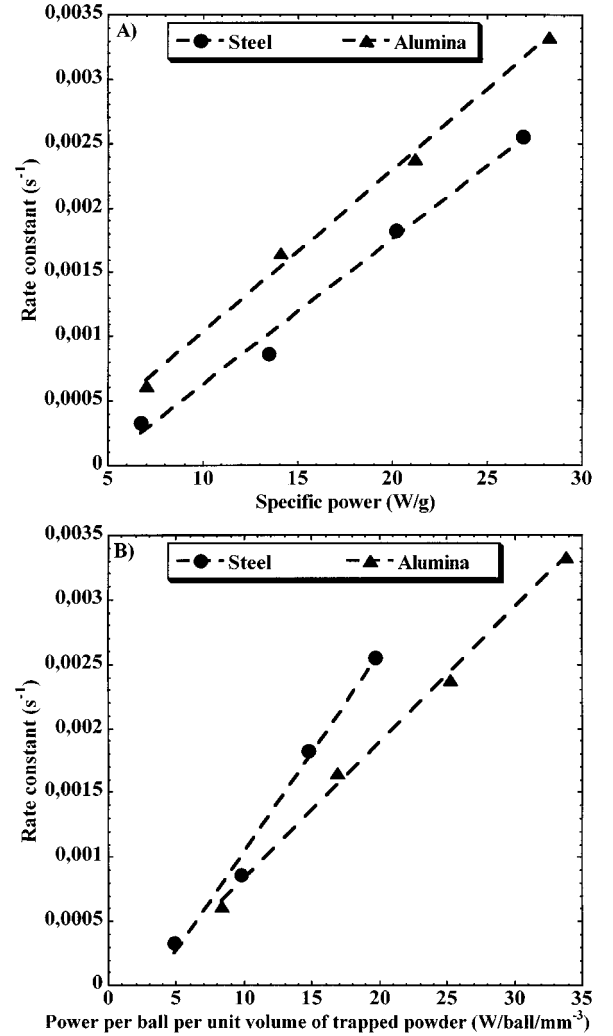 A)
Steel Alumina
0,0035
0,003
0,0025
0,002
0,0015
0,001
0,0005
0
Rate constant (s⁻¹)
5 10 15 20 25 30
Specific power (W/g)
B)
Steel Alumina
0,0035
0,003
0,0025
0,002
0,0015
0,001
0,0005
0
Rate constant (s⁻¹)
0 5 10 15 20 25 30 35
Power per ball per unit volume of trapped powder (W/ball/mm⁻³)